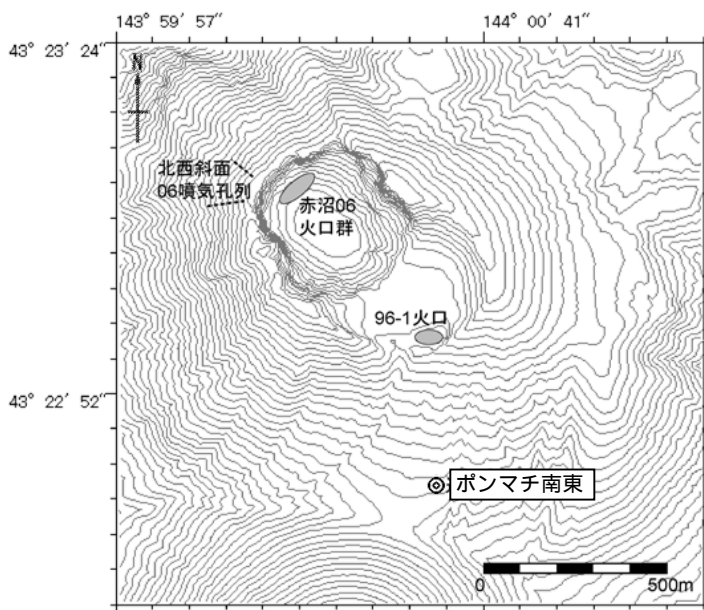 143° 59′ 57″
144° 00′ 41″
43° 23′ 24″
N
北西斜面
06噴気孔列
赤沼06
火口群
96-1火口
43° 22′ 52″
ポンマチ南東
0 500m